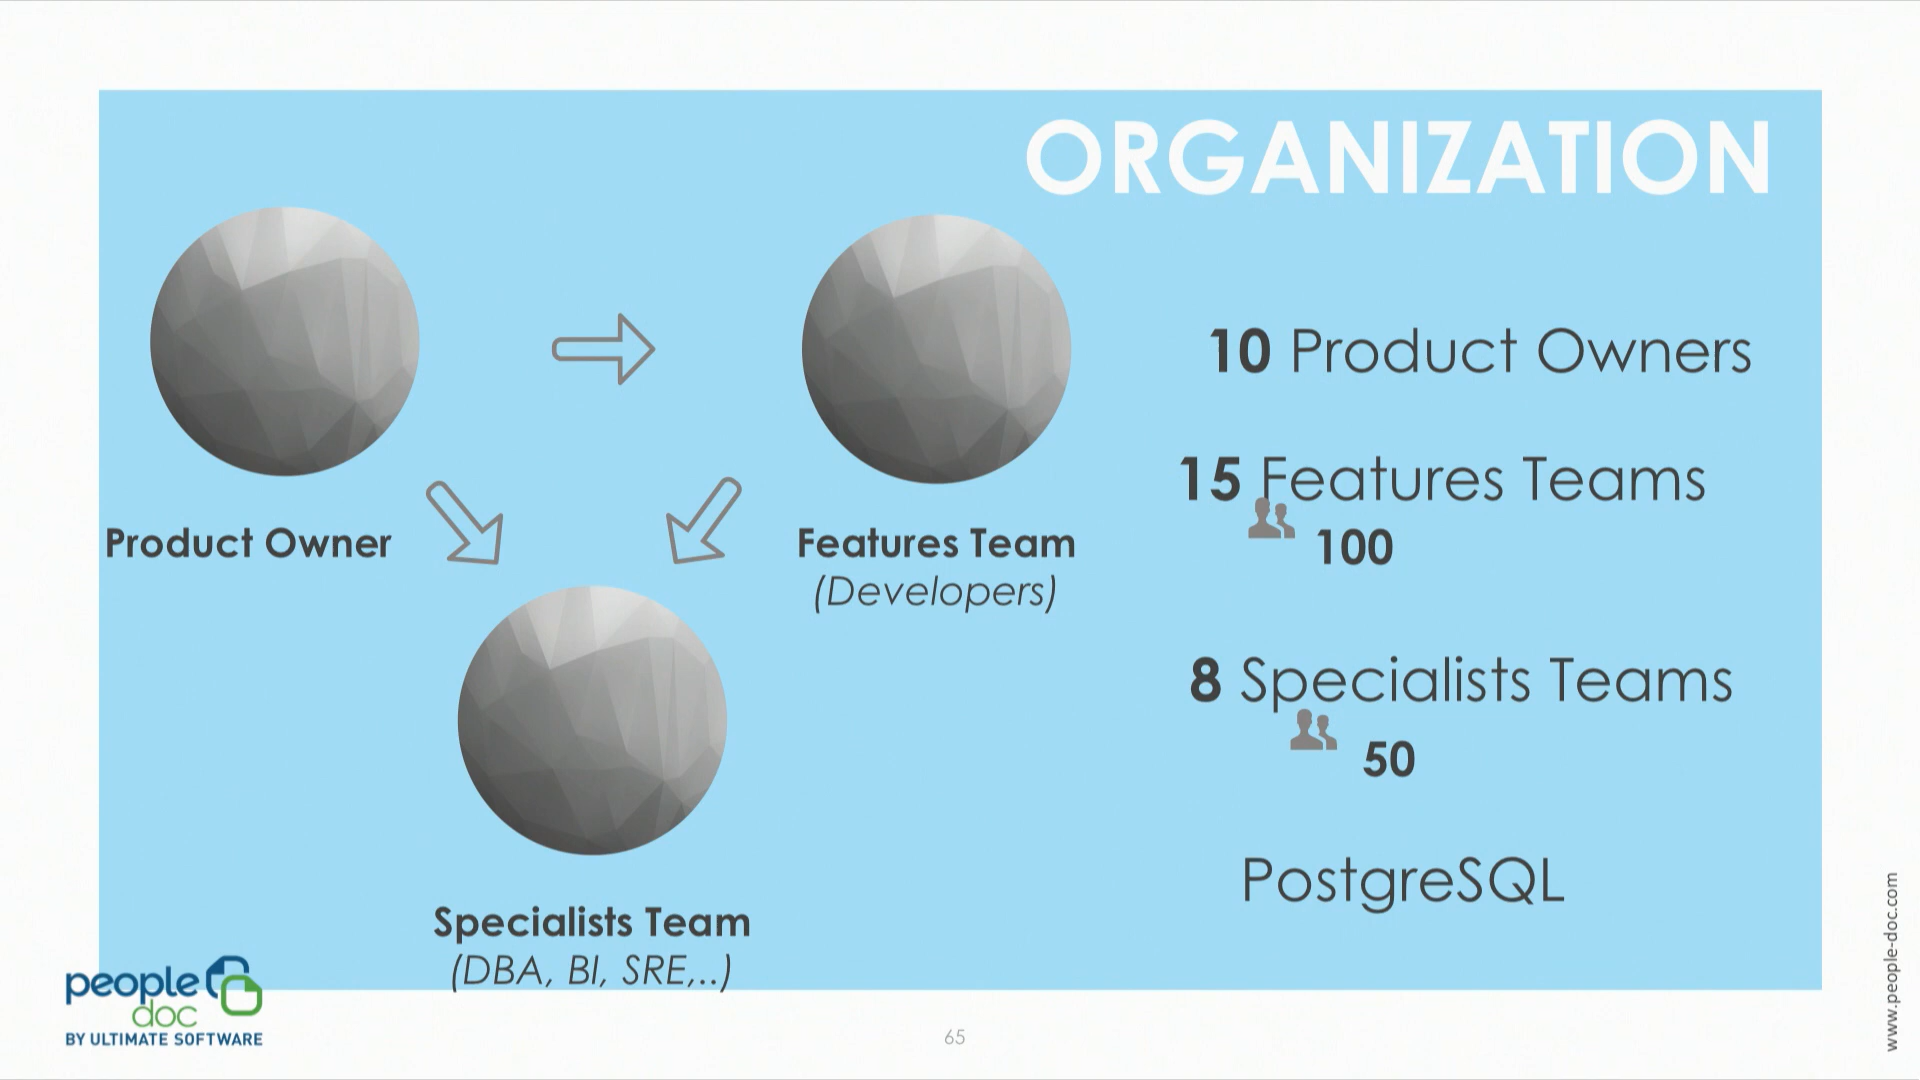 ORGANIZATION
10 Product Owners
15 Features Teams
100
Product Owner
Features Team
(Developers)
8 Specialists Teams
50
PostgreSQL
Specialists Team
(DBA, BI, SRE,..)
people
doc
BY ULTIMATE SOFTWARE
65
www.people-doc.com